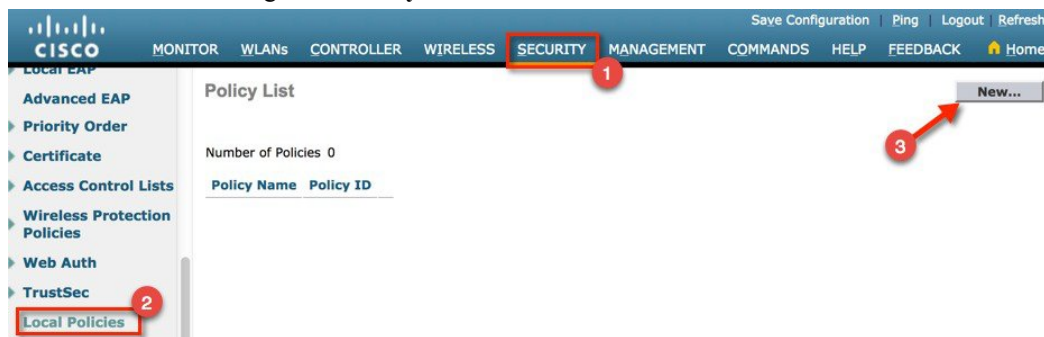 Save Configuration | Ping | Logout | Refresh
CISCO MONITOR WLANs CONTROLLER WIRELESS SECURITY MANAGEMENT COMMANDS HELP FEEDBACK Home
1
Local EAP
Advanced EAP
Priority Order
Certificate
Access Control Lists
Wireless Protection
Policies
Web Auth
TrustSec
2
Local Policies
Policy List
New...
3
Number of Policies 0
Policy Name Policy ID